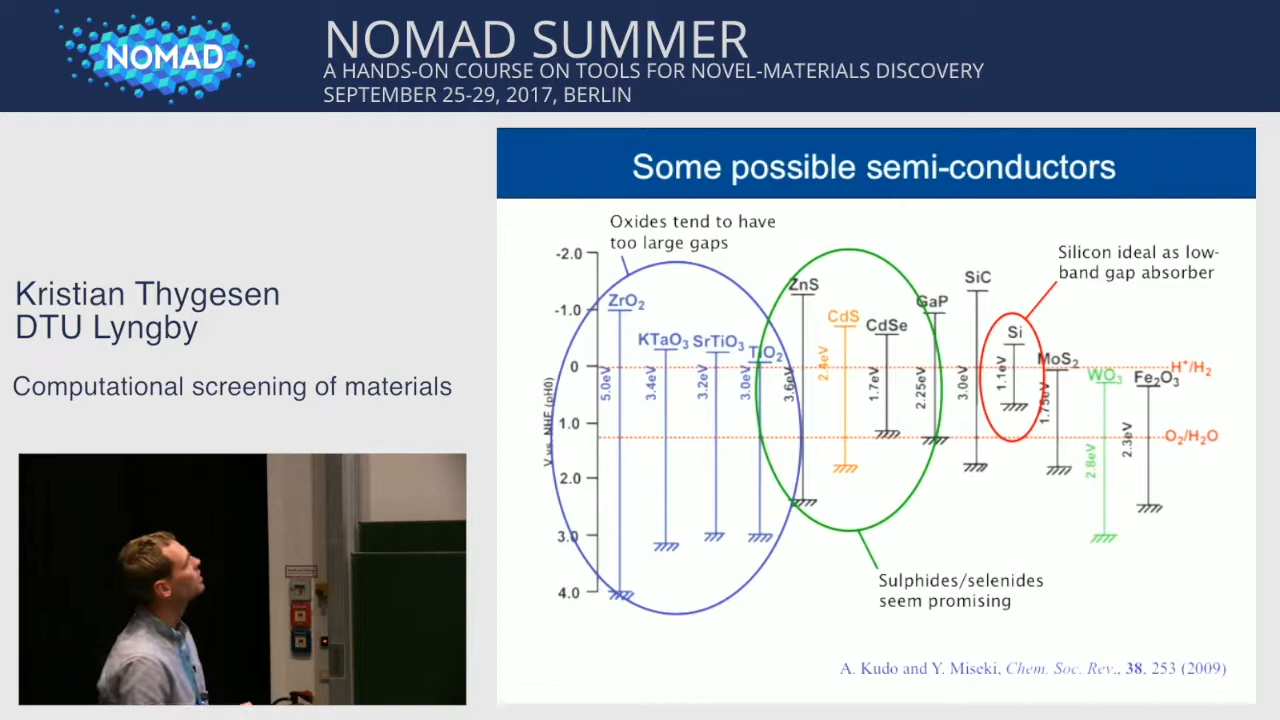 NOMAD
NOMAD SUMMER
A HANDS-ON COURSE ON TOOLS FOR NOVEL-MATERIALS DISCOVERY
SEPTEMBER 25-29, 2017, BERLIN
Kristian Thygesen
DTU Lyngby
Computational screening of materials
Some possible semi-conductors
Oxides tend to have
too large gaps
Silicon ideal as low-
band gap absorber
-2.0
-1.0
0
1.0
2.0
3.0
4.0
V vs. NHE (pH0)
ZrO₂
5.0eV
KTaO₃
3.4eV
SrTiO₃
3.2eV
TiO₂
3.0eV
ZnS
3.6eV
CdS
2.4eV
CdSe
1.7eV
GaP
2.25eV
SiC
3.0eV
Si
1.1eV
MoS₂
1.75eV
WO₃
2.8eV
Fe₂O₃
2.3eV
H⁺/H₂
O₂/H₂O
Sulphides/selenides
seem promising
A. Kudo and Y. Miseki, Chem. Soc. Rev., 38, 253 (2009)